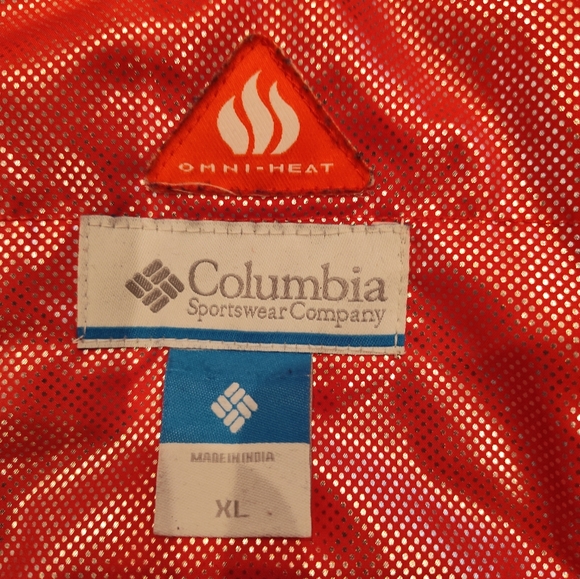 OMNI-HEAT
Columbia
Sportswear Company
MADE IN INDIA
XL